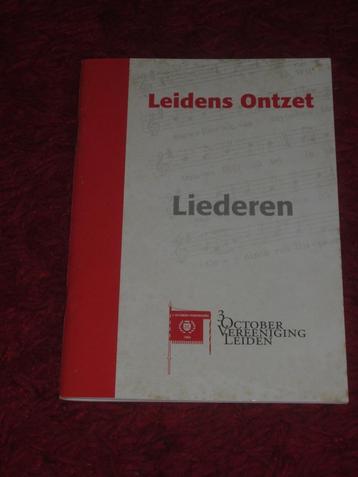 Leidens Ontzet
Liederen
3 OCTOBER
VEREENIGING
LEIDEN